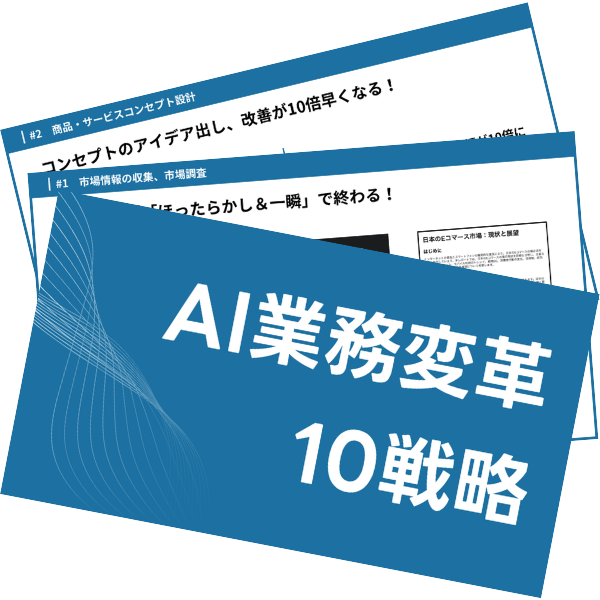 #2 商品・サービスコンセプト設計
コンセプトのアイデア出し、改善が10倍早くなる！
#1 市場情報の収集、市場調査
「ほったらかし＆一瞬」で終わる！
日本のEコマース市場：現状と展望
はじめに
AI業務変革
10戦略